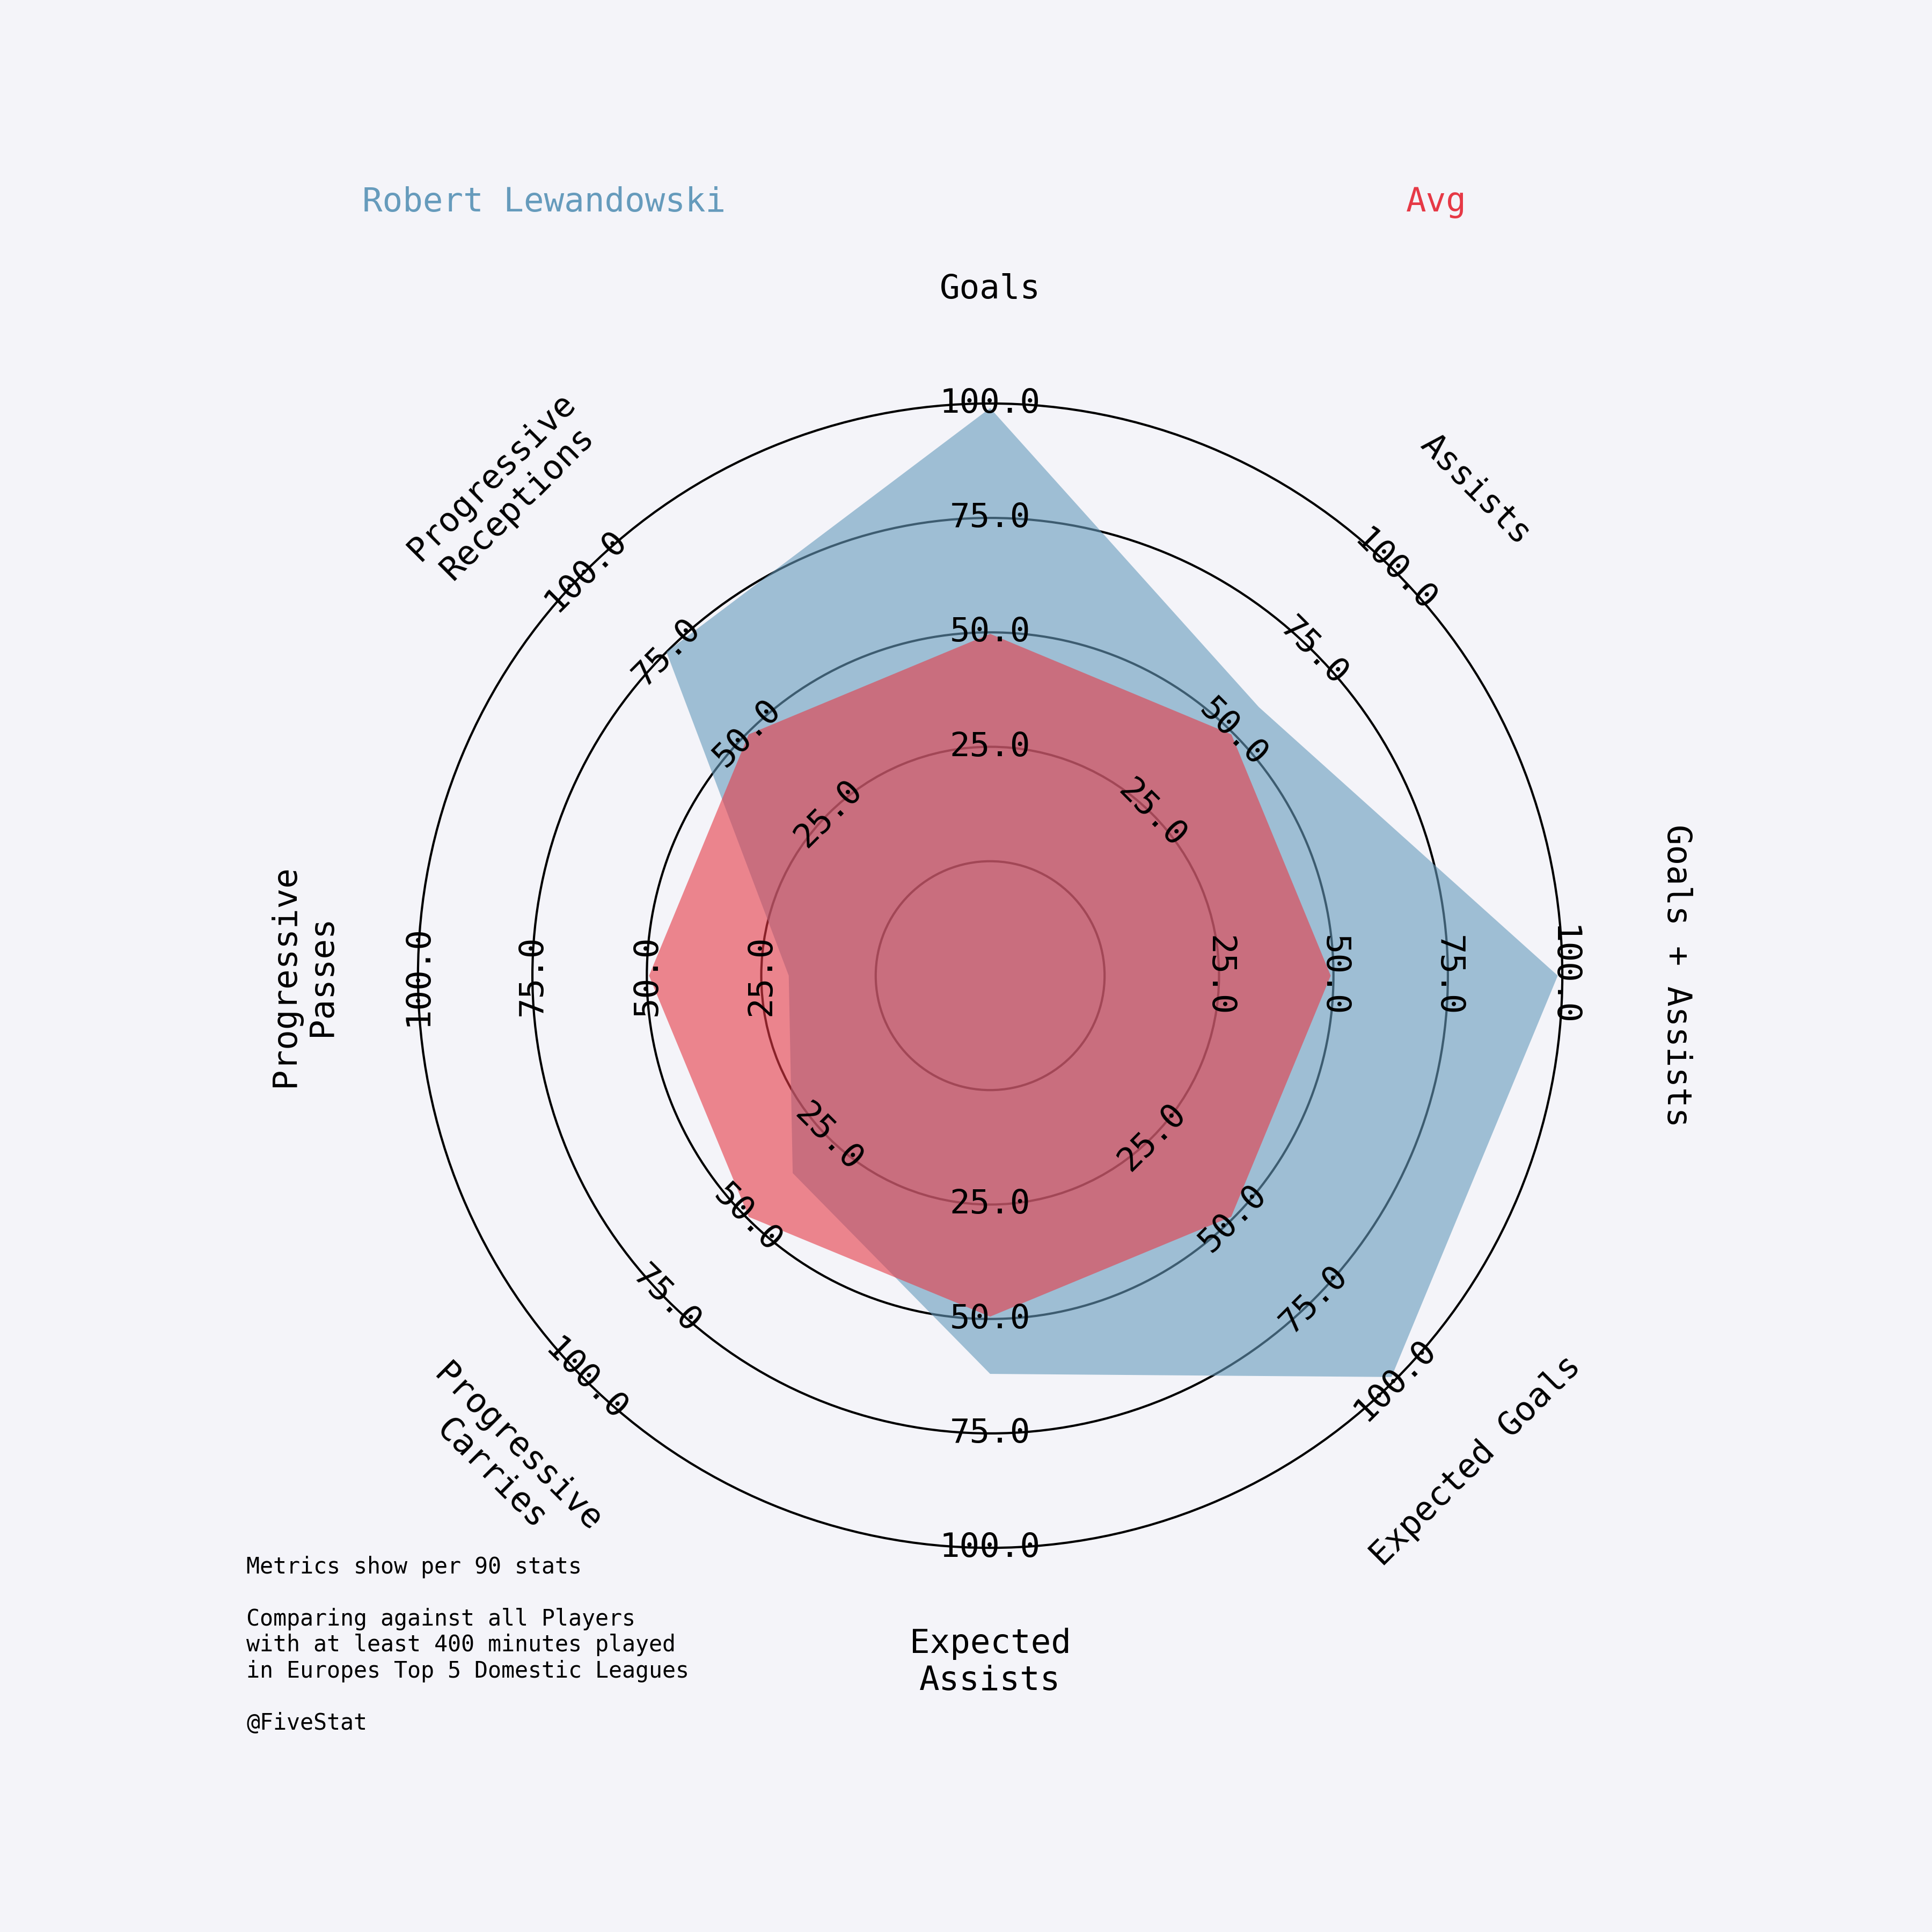 Robert Lewandowski
Avg
Goals
Assists
Goals + Assists
Expected Goals
Expected
Assists
Progressive
Carries
Progressive
Passes
Progressive
Receptions
25.0
50.0
75.0
100.0
25.0
50.0
75.0
100.0
25.0
50.0
75.0
100.0
25.0
50.0
75.0
100.0
25.0
50.0
75.0
100.0
25.0
50.0
75.0
100.0
25.0
50.0
75.0
100.0
25.0
50.0
75.0
100.0
Metrics show per 90 stats
Comparing against all Players
with at least 400 minutes played
in Europes Top 5 Domestic Leagues
@FiveStat